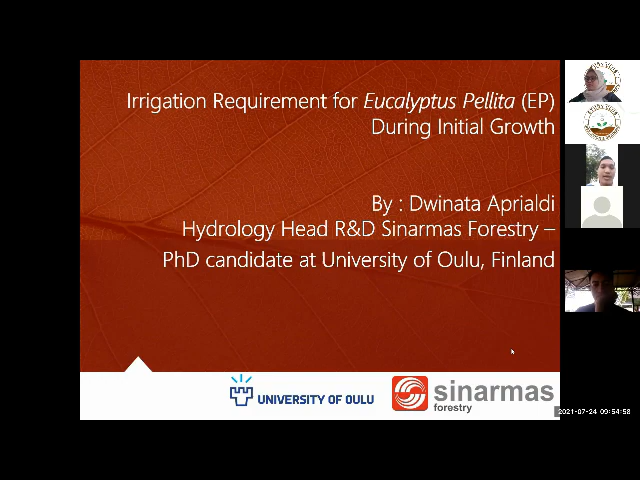 Irrigation Requirement for Eucalyptus Pellita (EP)
During Initial Growth
By : Dwinata Aprialdi
Hydrology Head R&D Sinarmas Forestry –
PhD candidate at University of Oulu, Finland
UNIVERSITY OF OULU
sinarmas
forestry
2021-07-24 09:54:58